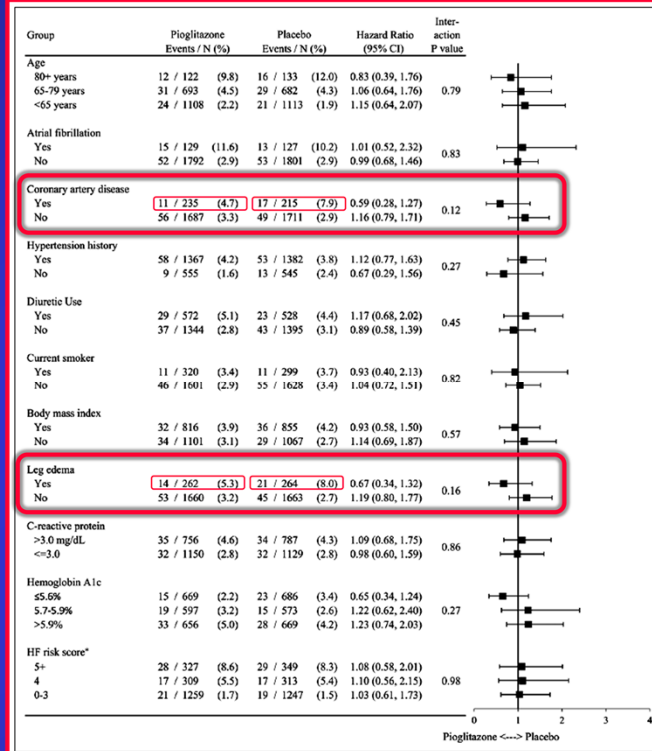 Group Pioglitazone Events / N (%) Placebo Events / N (%) Hazard Ratio (95% CI) Inter-action P value
Age
80+ years 12 / 122 (9.8) 16 / 133 (12.0) 0.83 (0.39, 1.76)
65-79 years 31 / 693 (4.5) 29 / 682 (4.3) 1.06 (0.64, 1.76) 0.79
<65 years 24 / 1108 (2.2) 21 / 1113 (1.9) 1.15 (0.64, 2.07)
Atrial fibrillation
Yes 15 / 129 (11.6) 13 / 127 (10.2) 1.01 (0.52, 2.32) 0.83
No 52 / 1792 (2.9) 53 / 1801 (2.9) 0.99 (0.68, 1.46)
Coronary artery disease
Yes 11 / 235 (4.7) 17 / 215 (7.9) 0.59 (0.28, 1.27) 0.12
No 56 / 1687 (3.3) 49 / 1711 (2.9) 1.16 (0.79, 1.71)
Hypertension history
Yes 58 / 1367 (4.2) 53 / 1382 (3.8) 1.12 (0.77, 1.63) 0.27
No 9 / 555 (1.6) 13 / 545 (2.4) 0.67 (0.29, 1.56)
Diuretic Use
Yes 29 / 572 (5.1) 23 / 528 (4.4) 1.17 (0.68, 2.02) 0.45
No 37 / 1344 (2.8) 43 / 1395 (3.1) 0.89 (0.58, 1.39)
Current smoker
Yes 11 / 320 (3.4) 11 / 299 (3.7) 0.93 (0.40, 2.13) 0.82
No 46 / 1601 (2.9) 55 / 1628 (3.4) 1.04 (0.72, 1.51)
Body mass index
Yes 32 / 816 (3.9) 36 / 855 (4.2) 0.93 (0.58, 1.50) 0.57
No 34 / 1101 (3.1) 29 / 1067 (2.7) 1.14 (0.69, 1.87)
Leg edema
Yes 14 / 262 (5.3) 21 / 264 (8.0) 0.67 (0.34, 1.32) 0.16
No 53 / 1660 (3.2) 45 / 1663 (2.7) 1.19 (0.80, 1.77)
C-reactive protein
>3.0 mg/dL 35 / 756 (4.6) 34 / 787 (4.3) 1.09 (0.68, 1.75) 0.86
<=3.0 32 / 1150 (2.8) 32 / 1129 (2.8) 0.98 (0.60, 1.59)
Hemoglobin A1c
≤5.6% 15 / 669 (2.2) 23 / 686 (3.4) 0.65 (0.34, 1.24)
5.7-5.9% 19 / 597 (3.2) 15 / 573 (2.6) 1.22 (0.62, 2.40) 0.27
>5.9% 33 / 656 (5.0) 28 / 669 (4.2) 1.23 (0.74, 2.03)
HF risk score*
5+ 28 / 327 (8.6) 29 / 349 (8.3) 1.08 (0.58, 2.01)
4 17 / 309 (5.5) 17 / 313 (5.4) 1.10 (0.56, 2.15) 0.98
0-3 21 / 1259 (1.7) 19 / 1247 (1.5) 1.03 (0.61, 1.73)
0 1 2 3 4
Pioglitazone <---> Placebo